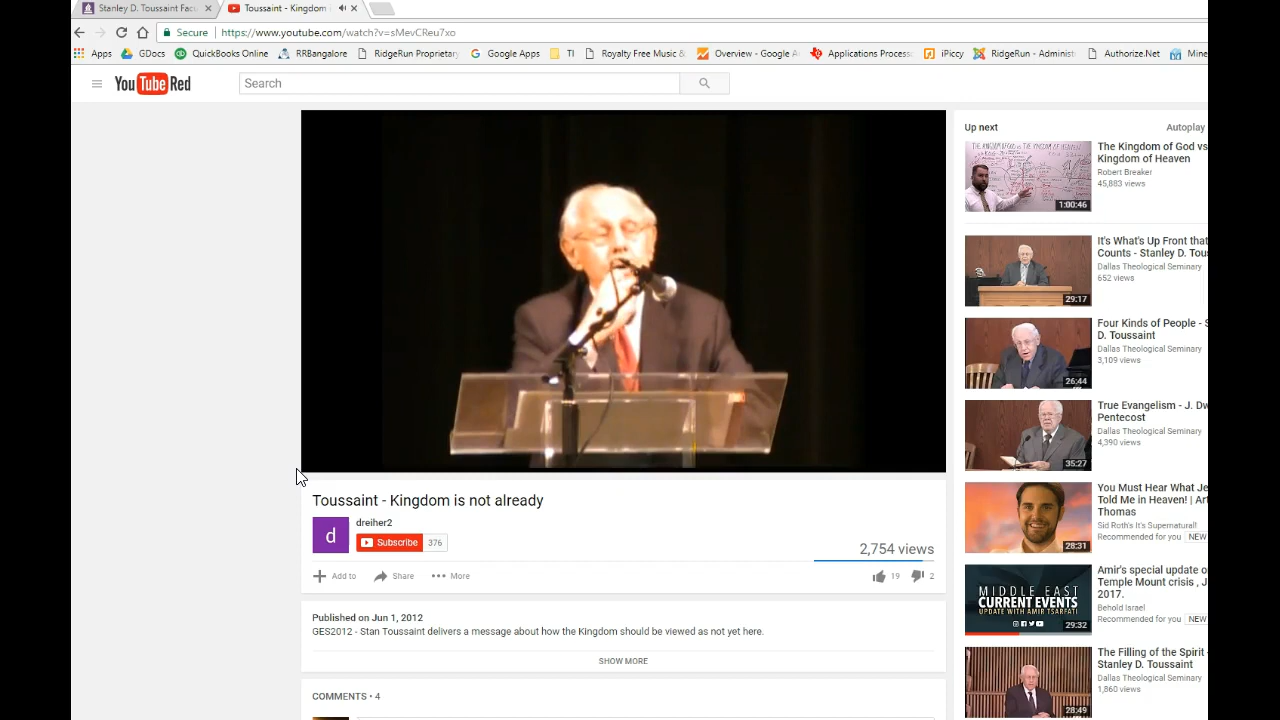 Stanley D. Toussaint Facu
Toussaint - Kingdom i
Secure
https://www.youtube.com/watch?v=sMevCReu7xo
Apps
GDocs
QuickBooks Online
RRBangalore
RidgeRun Proprietary
Google Apps
TI
Royalty Free Music &
Overview - Google A
Applications Process
iPiccy
RidgeRun - Administ
Authorize.Net
Mine
YouTube Red
Search
Up next
Autoplay
The Kingdom of God vs
Kingdom of Heaven
Robert Breaker
45,883 views
1:00:46
It's What's Up Front that
Counts - Stanley D. Tous
Dallas Theological Seminary
652 views
29:17
Four Kinds of People - S
D. Toussaint
Dallas Theological Seminary
3,109 views
26:44
True Evangelism - J. Dw
Pentecost
Dallas Theological Seminary
4,390 views
35:27
You Must Hear What Je
Told Me in Heaven! | Art
Thomas
Sid Roth's It's Supernatural!
Recommended for you
NEW
28:31
Amir's special update o
Temple Mount crisis , J
2017.
Behold Israel
Recommended for you
NEW
MIDDLE EAST
CURRENT EVENTS
UPDATE WITH AMIR TSARFATI
29:32
The Filling of the Spirit -
Stanley D. Toussaint
Dallas Theological Seminary
1,860 views
28:49
Toussaint - Kingdom is not already
d
dreiher2
Subscribe
376
2,754 views
Add to
Share
More
19
2
Published on Jun 1, 2012
GES2012 - Stan Toussaint delivers a message about how the Kingdom should be viewed as not yet here.
SHOW MORE
COMMENTS • 4